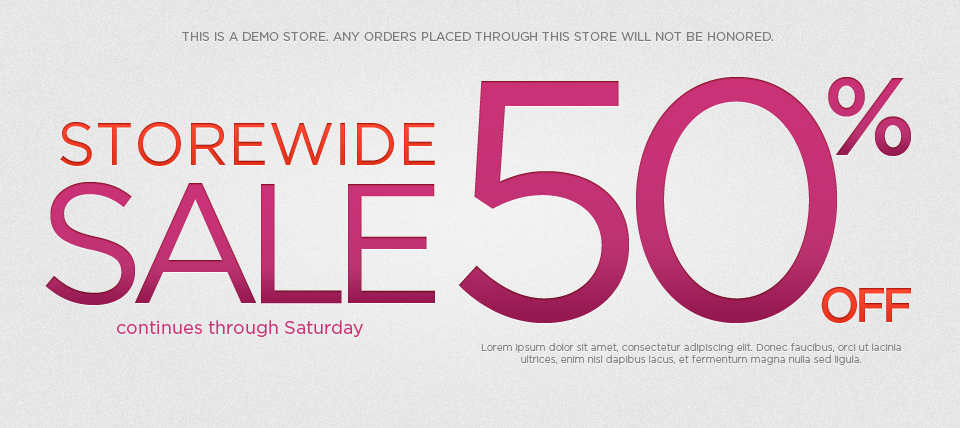 THIS IS A DEMO STORE. ANY ORDERS PLACED THROUGH THIS STORE WILL NOT BE HONORED.
STOREWIDE
SALE
continues through Saturday
50%
OFF
Lorem ipsum dolor sit amet, consectetur adipiscing elit. Donec faucibus, orci ut lacinia
ultrices, enim nisl dapibus lacus, et fermentum magna nulla sed ligula.